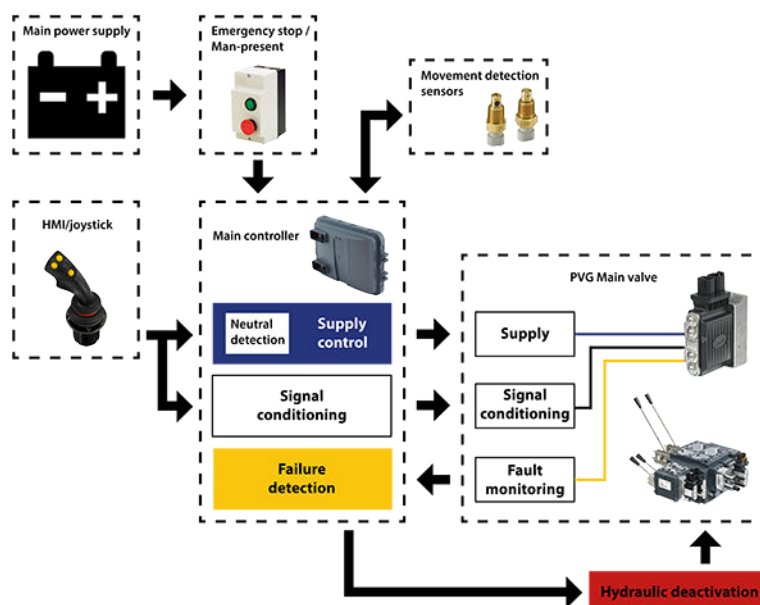 Main power supply
Emergency stop /
Man-present
Movement detection
sensors
HMI/joystick
Main controller
Neutral
detection
Supply
control
Signal
conditioning
Failure
detection
PVG Main valve
Supply
Signal
conditioning
Fault
monitoring
Hydraulic deactivation